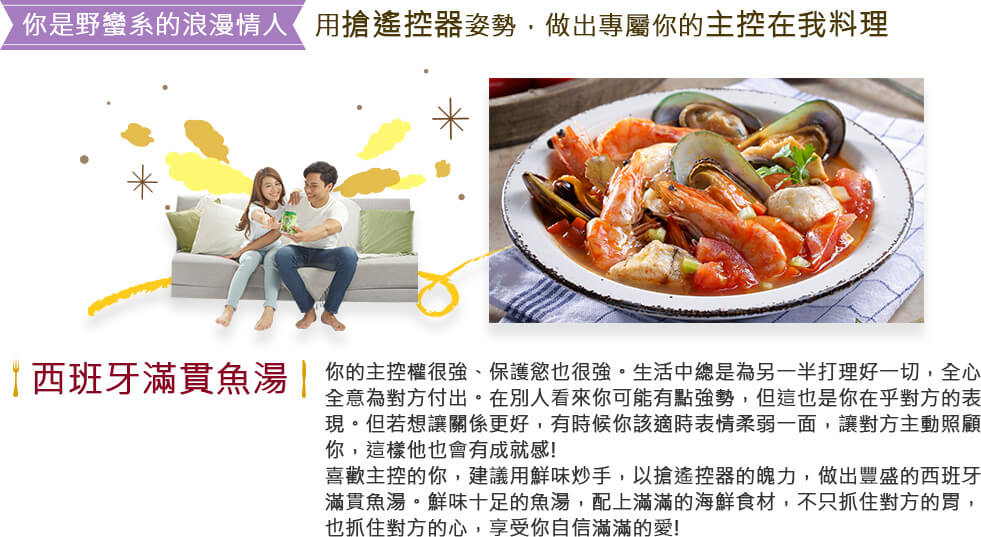 你是野蠻系的浪漫情人 用搶遙控器姿勢，做出專屬你的主控在我料理
西班牙滿貫魚湯
你的主控權很強、保護慾也很強。生活中總是為另一半打理好一切，全心
全意為對方付出。在別人看來你可能有點強勢，但這也是你在乎對方的表
現。但若想讓關係更好，有時候你該適時表情柔弱一面，讓對方主動照顧
你，這樣他也會有成就感!
喜歡主控的你，建議用鮮味炒手，以搶遙控器的魄力，做出豐盛的西班牙
滿貫魚湯。鮮味十足的魚湯，配上滿滿的海鮮食材，不只抓住對方的胃，
也抓住對方的心，享受你自信滿滿的愛!